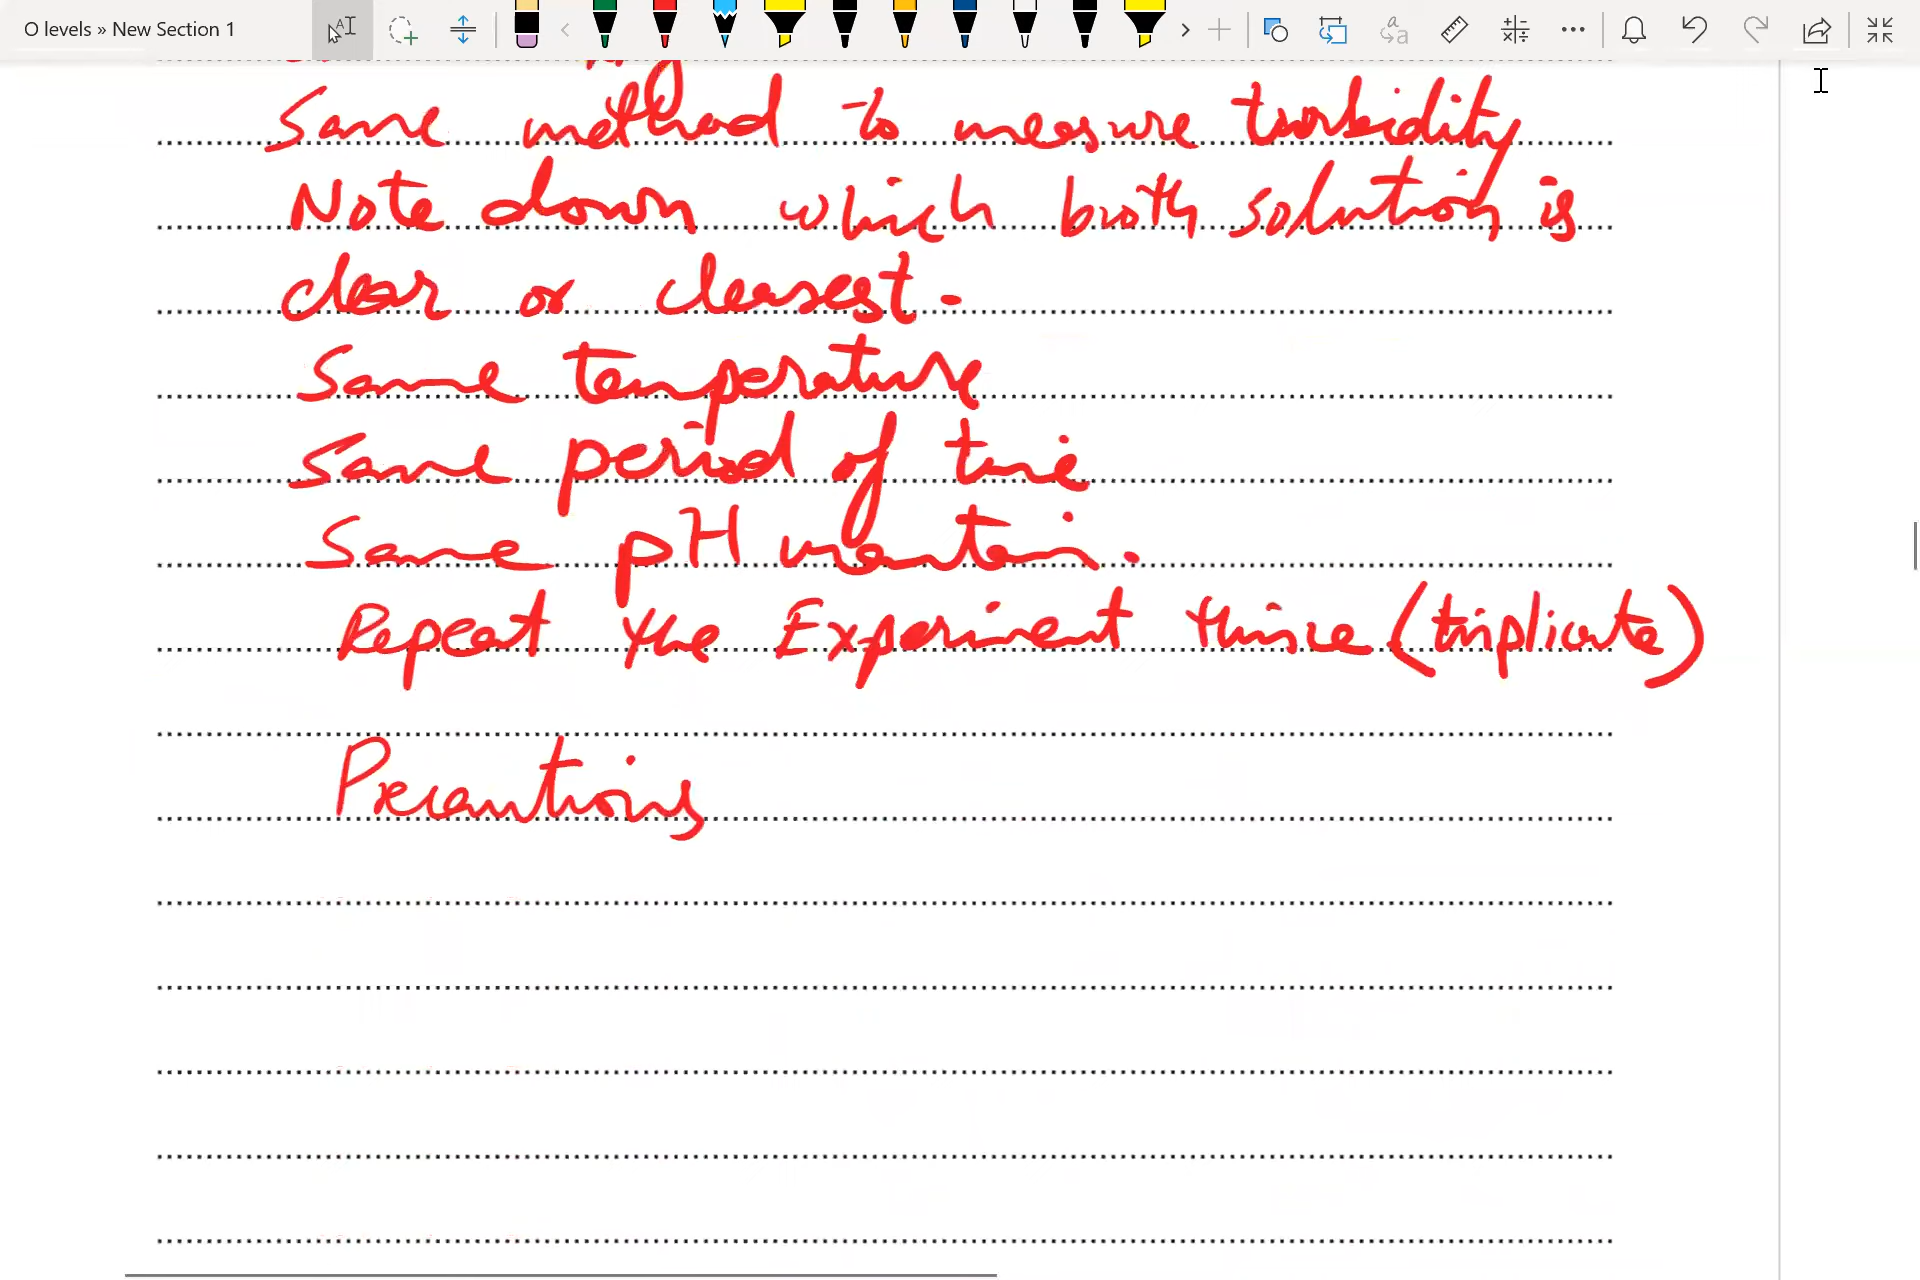 O levels » New Section 1
Same method to measure turbidity
Note down which broth solution is
clear or clearest.
Same temperature
Same period of time
Same pH maintain.
Repeat the Experiment thrice (triplicate)
Precautions